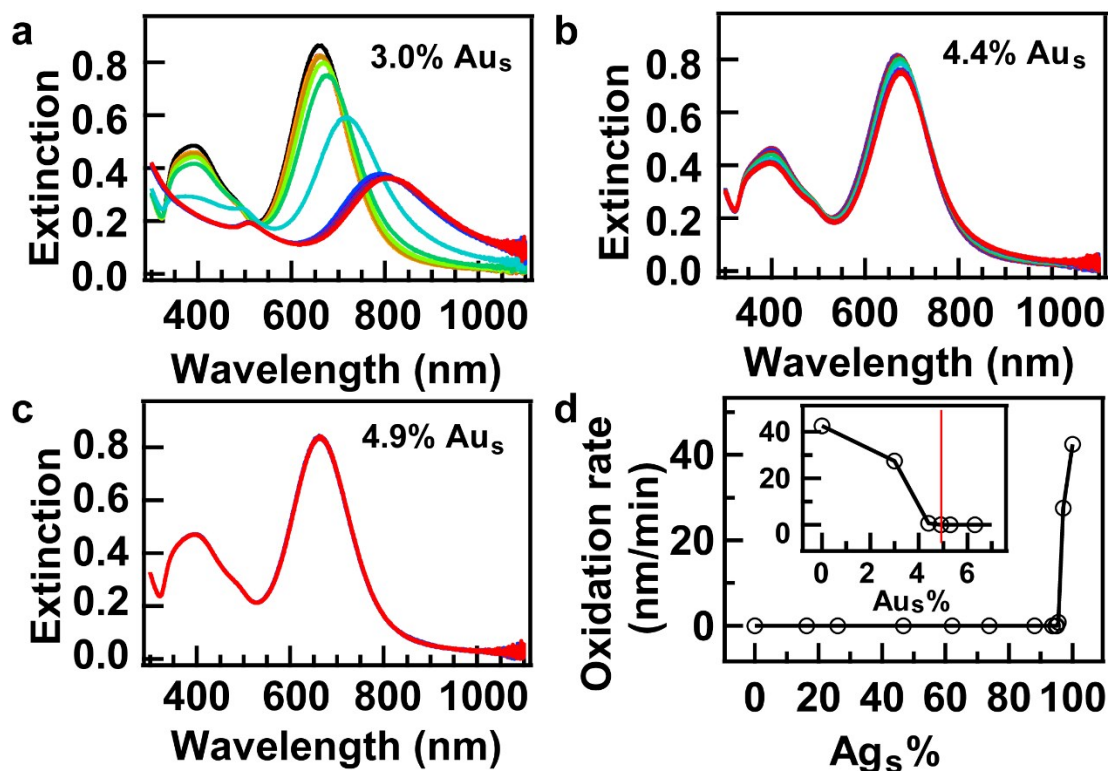 a
3.0% Auₛ
0.8
0.6
0.4
0.2
0.0
Extinction
400 600 800 1000
Wavelength (nm)
b
4.4% Auₛ
0.8
0.6
0.4
0.2
0.0
Extinction
400 600 800 1000
Wavelength (nm)
c
4.9% Auₛ
0.8
0.6
0.4
0.2
0.0
Extinction
400 600 800 1000
Wavelength (nm)
d
40
20
0
Oxidation rate
(nm/min)
40
20
0
0 2 4 6
Auₛ%
0 20 40 60 80 100
Agₛ%